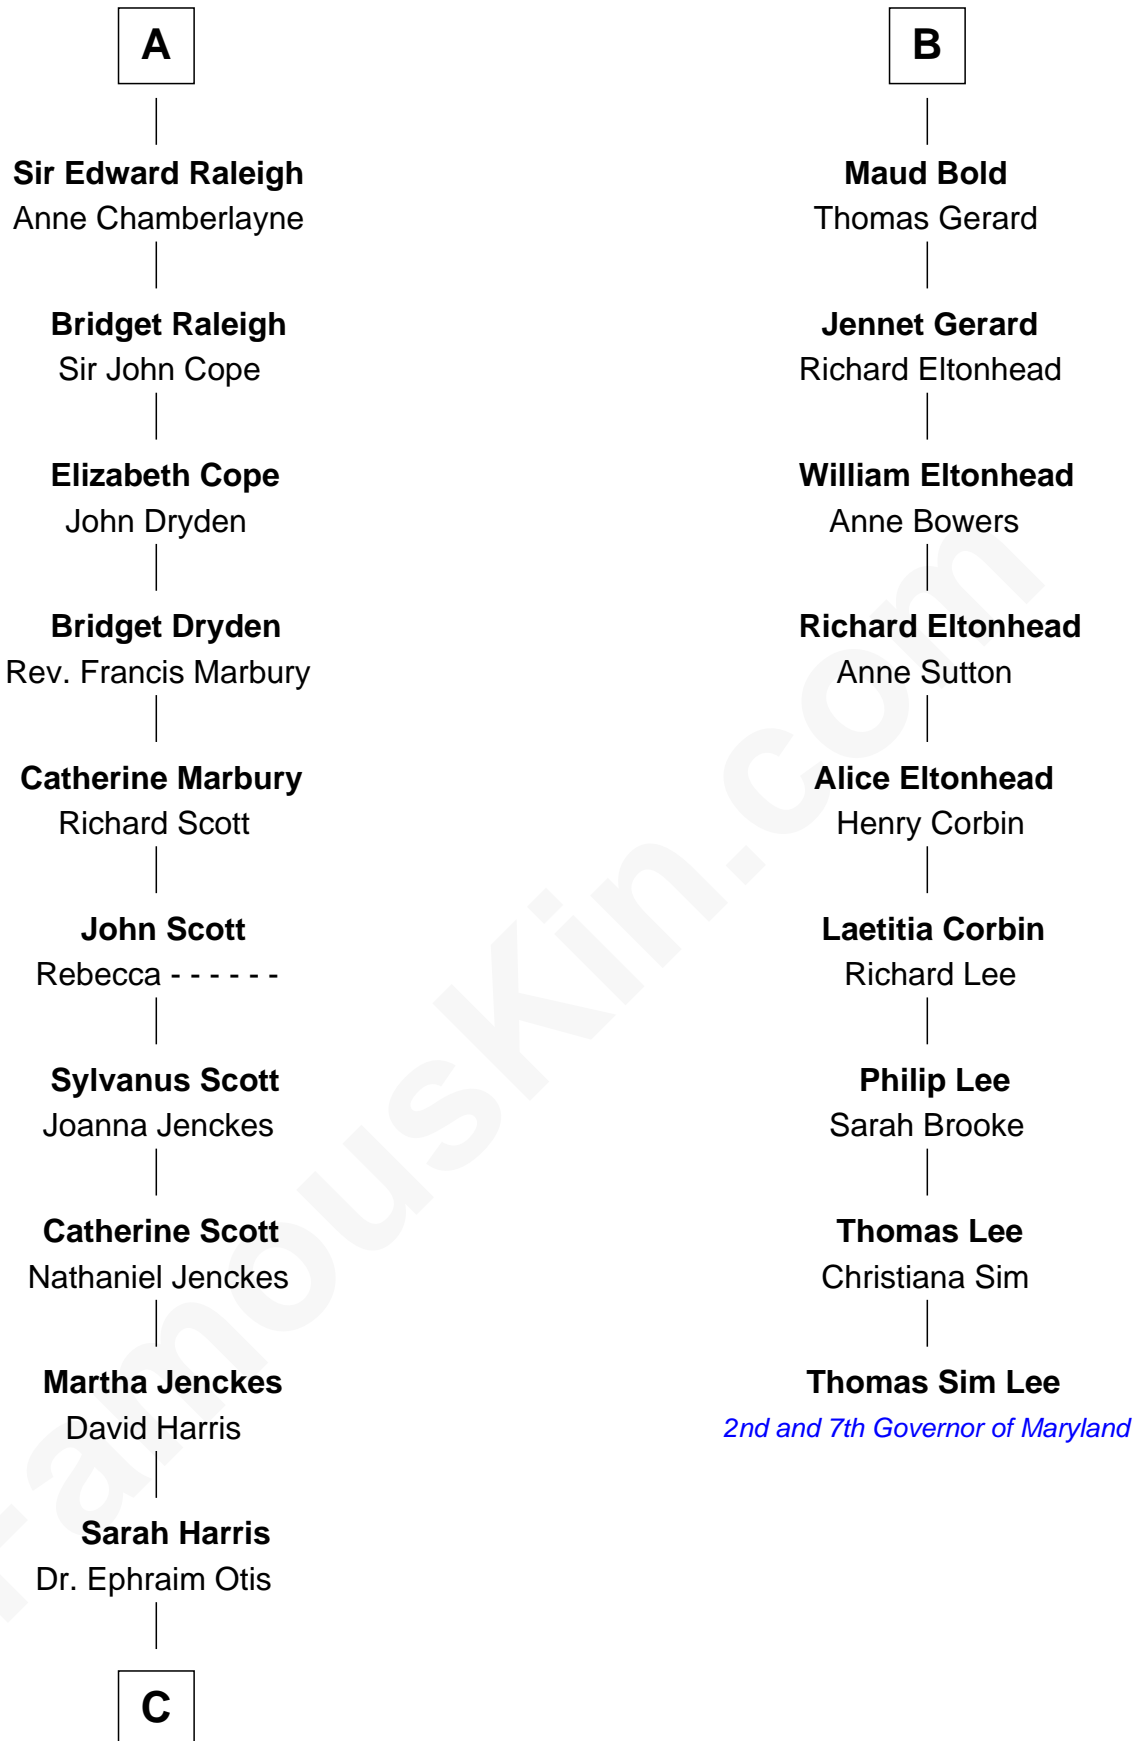 A
Sir Edward Raleigh
Anne Chamberlayne
Bridget Raleigh
Sir John Cope
Elizabeth Cope
John Dryden
Bridget Dryden
Rev. Francis Marbury
Catherine Marbury
Richard Scott
John Scott
Rebecca - - - - - -
Sylvanus Scott
Joanna Jenckes
Catherine Scott
Nathaniel Jenckes
Martha Jenckes
David Harris
Sarah Harris
Dr. Ephraim Otis
C
B
Maud Bold
Thomas Gerard
Jennet Gerard
Richard Eltonhead
William Eltonhead
Anne Bowers
Richard Eltonhead
Anne Sutton
Alice Eltonhead
Henry Corbin
Laetitia Corbin
Richard Lee
Philip Lee
Sarah Brooke
Thomas Lee
Christiana Sim
Thomas Sim Lee
2nd and 7th Governor of Maryland
FamousKin.com